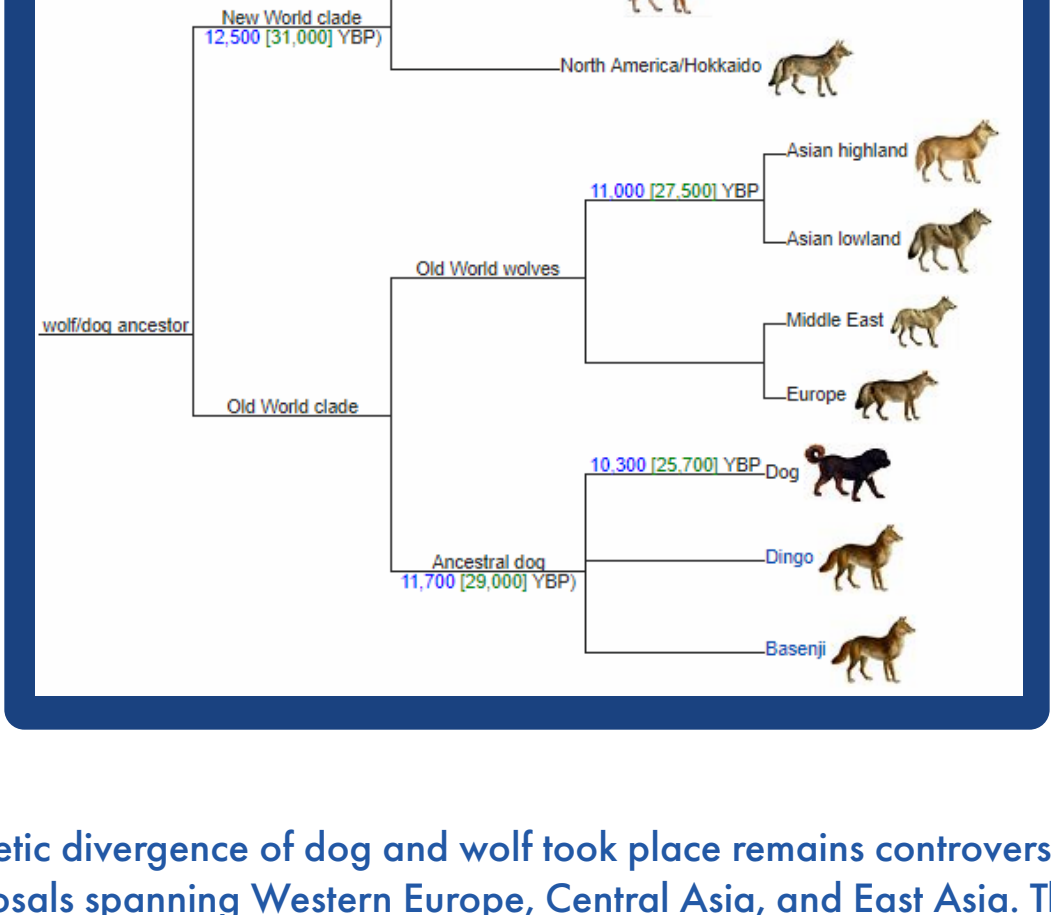 New World clade
12,500 [31,000] YBP)
North America/Hokkaido
Asian highland
11,000 [27,500] YBP
Asian lowland
Old World wolves
Middle East
wolf/dog ancestor
Europe
Old World clade
10,300 [25,700] YBP
Dog
Ancestral dog
11,700 [29,000] YBP)
Dingo
Basenji
etic divergence of dog and wolf took place remains controvers
osals spanning Western Europe, Central Asia, and East Asia. Th